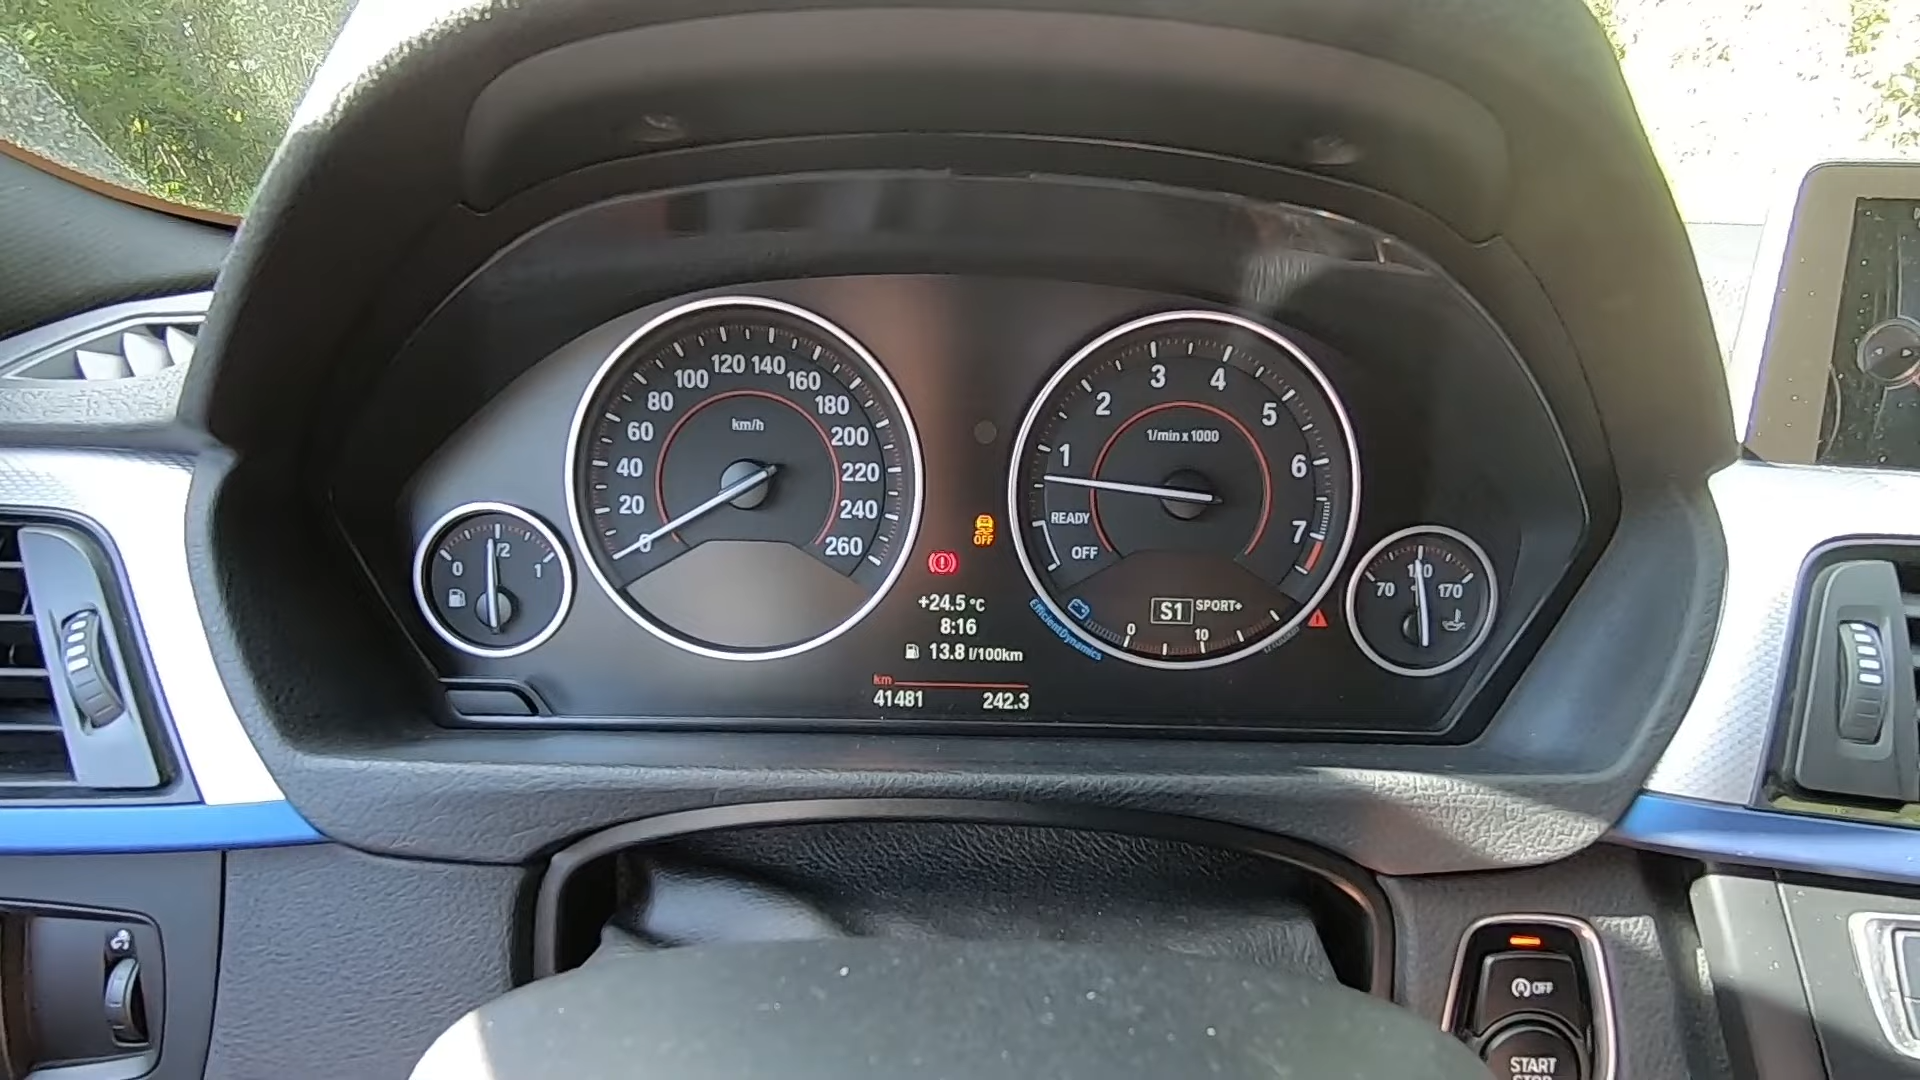 120 140
100 160
80 180
60 200
40 220
20 240
0 260
km/h
0 1/2 1
3 4
2 5
1 6
7
1/min x 1000
READY
OFF
70 170
OFF
+24.5 °C
8:16
13.8 l/100km
km
41481 242.3
S1 SPORT+
0 10
EfficientDynamics
A OFF
START
STOP